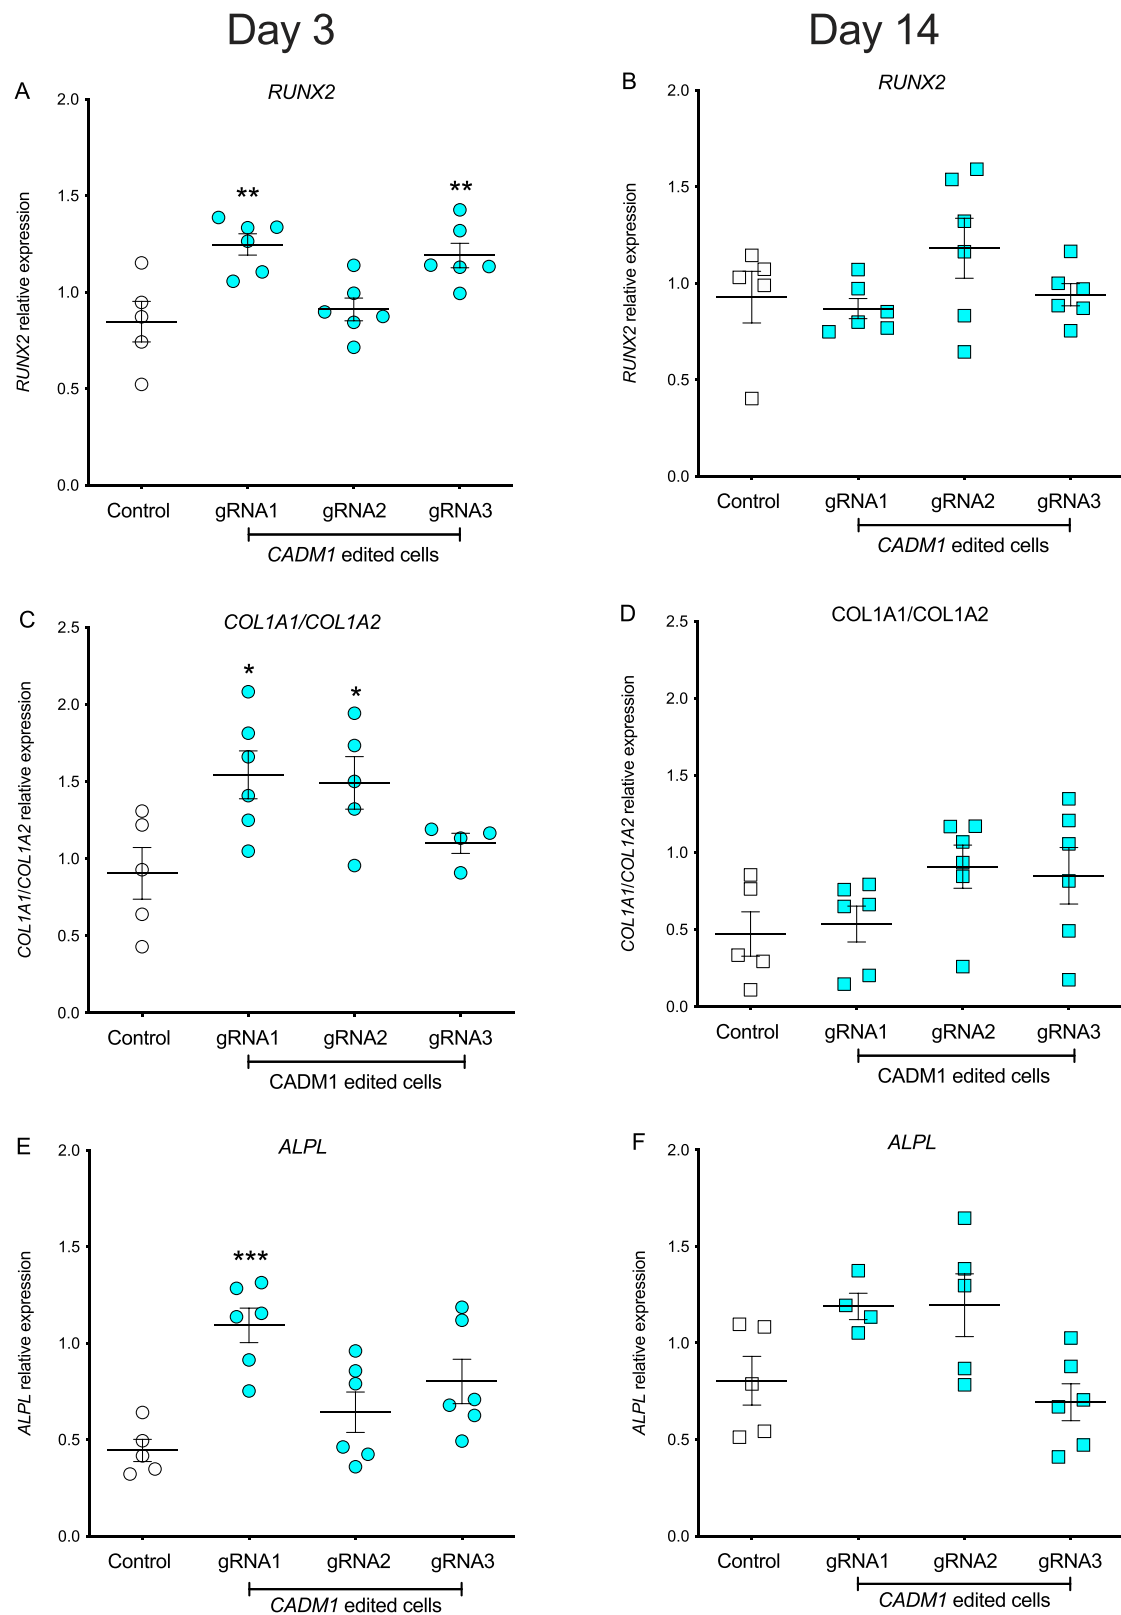 Day 3
Day 14
A
RUNX2
2.0
1.5
1.0
0.5
0.0
RUNX2 relative expression
**
**
Control
gRNA1
gRNA2
gRNA3
CADM1 edited cells
B
RUNX2
2.0
1.5
1.0
0.5
0.0
RUNX2 relative expression
Control
gRNA1
gRNA2
gRNA3
CADM1 edited cells
C
COL1A1/COL1A2
2.5
2.0
1.5
1.0
0.5
0.0
COL1A1/COL1A2 relative expression
*
*
Control
gRNA1
gRNA2
gRNA3
CADM1 edited cells
D
COL1A1/COL1A2
2.5
2.0
1.5
1.0
0.5
0.0
COL1A1/COL1A2 relative expression
Control
gRNA1
gRNA2
gRNA3
CADM1 edited cells
E
ALPL
2.0
1.5
1.0
0.5
0.0
ALPL relative expression
***
Control
gRNA1
gRNA2
gRNA3
CADM1 edited cells
F
ALPL
2.0
1.5
1.0
0.5
0.0
ALPL relative expression
Control
gRNA1
gRNA2
gRNA3
CADM1 edited cells